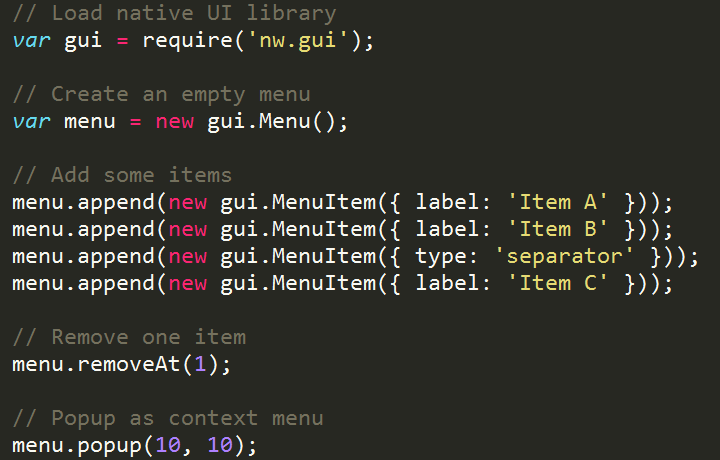 // Load native UI library
var gui = require('nw.gui');
// Create an empty menu
var menu = new gui.Menu();
// Add some items
menu.append(new gui.MenuItem({ label: 'Item A' }));
menu.append(new gui.MenuItem({ label: 'Item B' }));
menu.append(new gui.MenuItem({ type: 'separator' }));
menu.append(new gui.MenuItem({ label: 'Item C' }));
// Remove one item
menu.removeAt(1);
// Popup as context menu
menu.popup(10, 10);